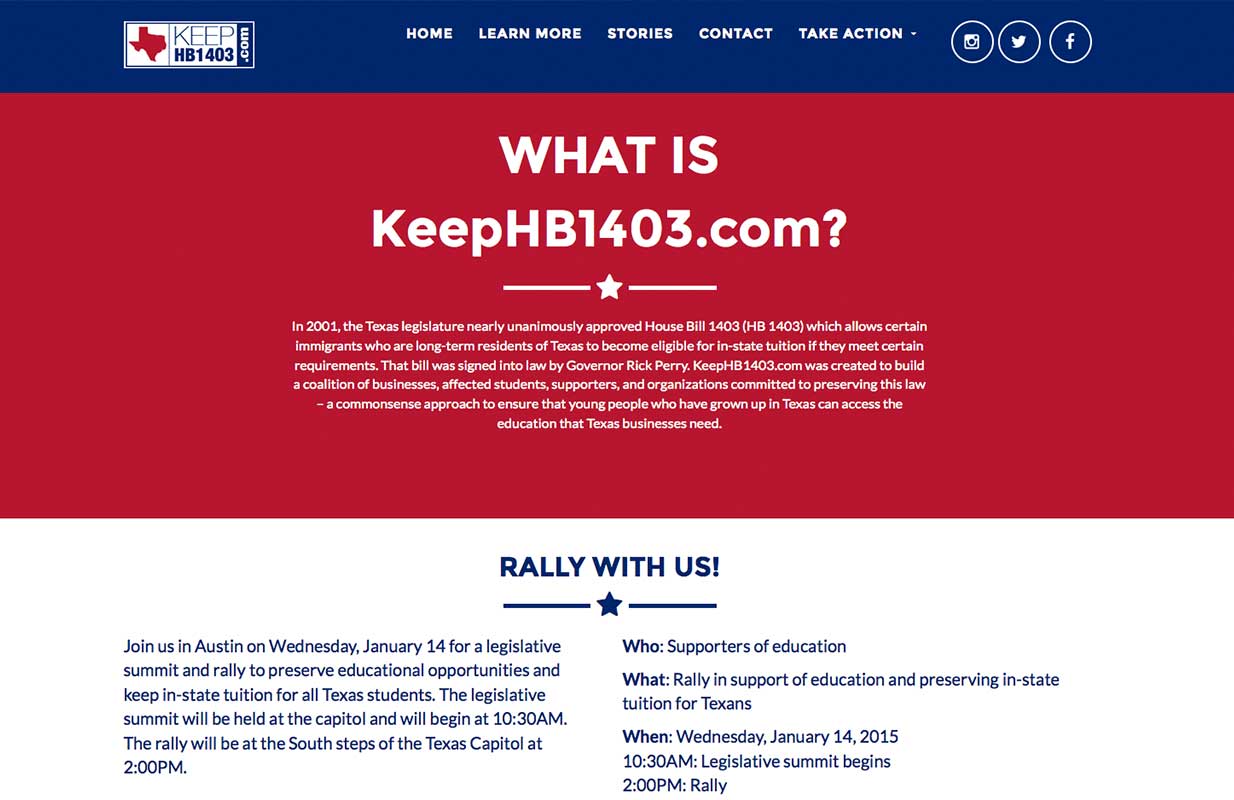 KEEP
HB1403
.com
HOME LEARN MORE STORIES CONTACT TAKE ACTION
WHAT IS
KeepHB1403.com?
In 2001, the Texas legislature nearly unanimously approved House Bill 1403 (HB 1403) which allows certain
immigrants who are long-term residents of Texas to become eligible for in-state tuition if they meet certain
requirements. That bill was signed into law by Governor Rick Perry. KeepHB1403.com was created to build
a coalition of businesses, affected students, supporters, and organizations committed to preserving this law
– a commonsense approach to ensure that young people who have grown up in Texas can access the
education that Texas businesses need.
RALLY WITH US!
Join us in Austin on Wednesday, January 14 for a legislative
summit and rally to preserve educational opportunities and
keep in-state tuition for all Texas students. The legislative
summit will be held at the capitol and will begin at 10:30AM.
The rally will be at the South steps of the Texas Capitol at
2:00PM.
Who: Supporters of education
What: Rally in support of education and preserving in-state
tuition for Texans
When: Wednesday, January 14, 2015
10:30AM: Legislative summit begins
2:00PM: Rally